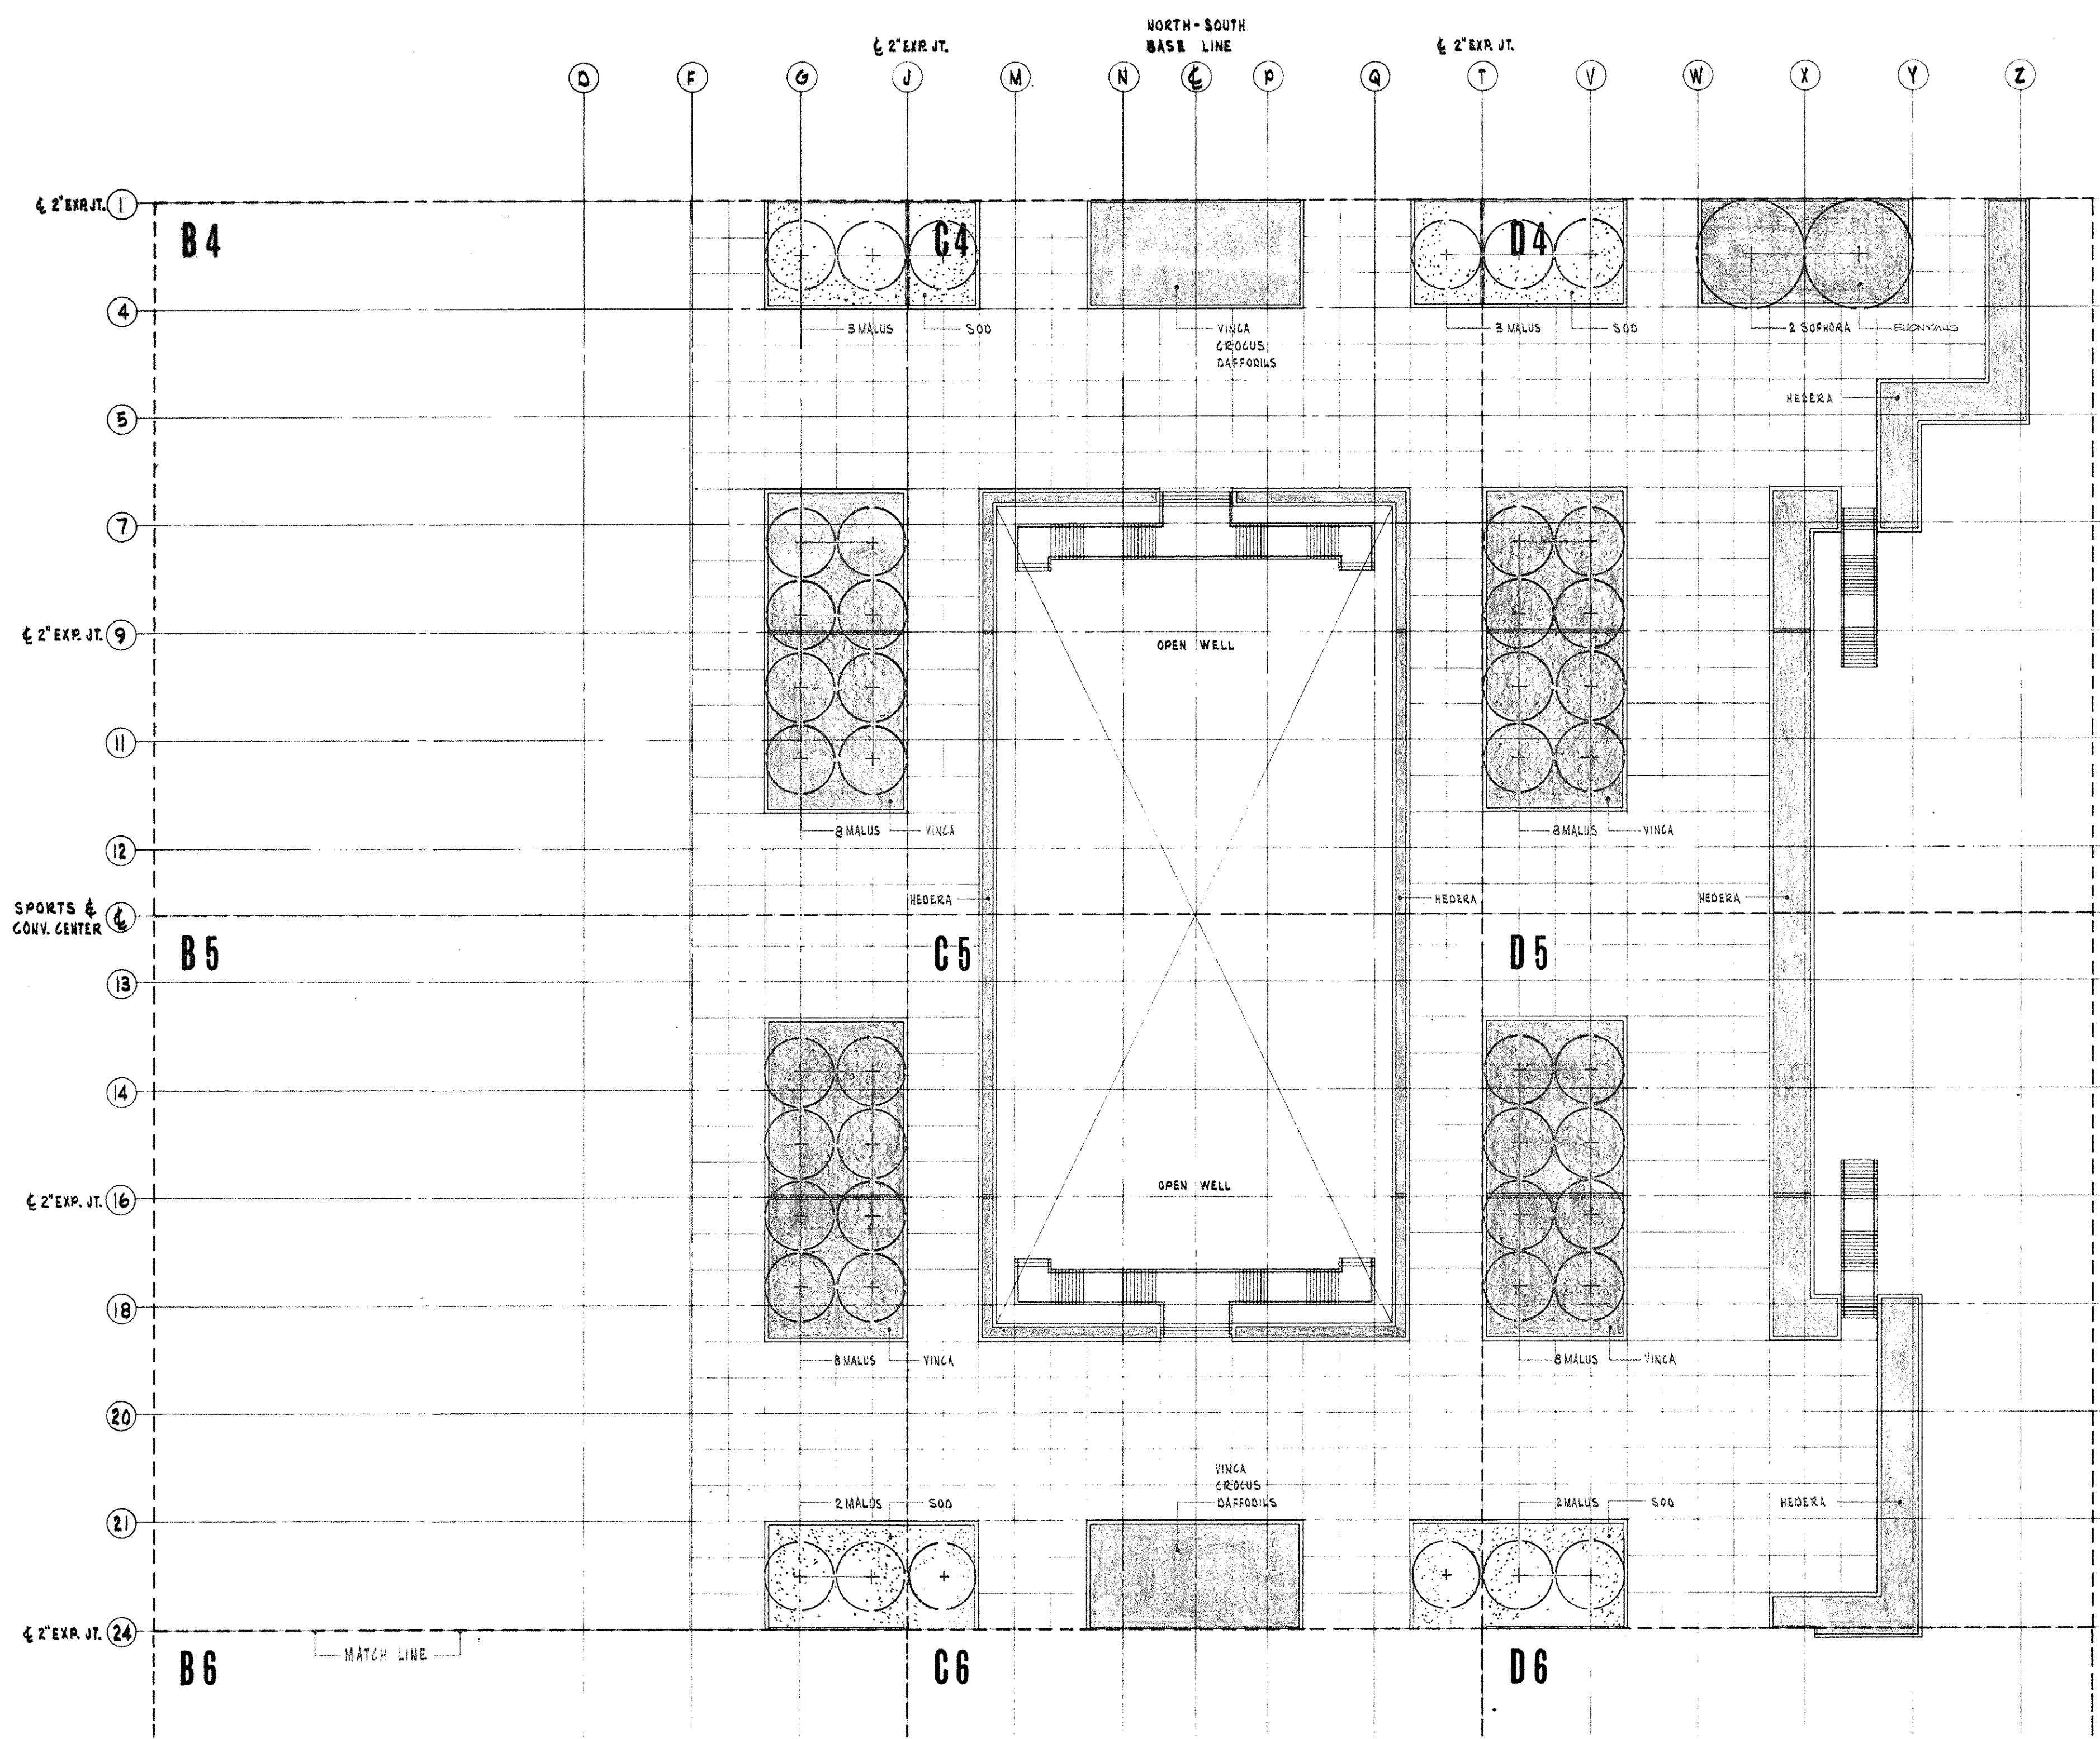 NORTH-SOUTH
BASE LINE
℄ 2" EXP. JT.
℄ 2" EXP. JT.
D F G J M N ℄ P Q T V W X Y Z
℄ 2" EXP. JT. 1
B4 C4 D4
4
3 MALUS SOD
VINCA
CROCUS
DAFFODILS
3 MALUS SOD
2 SOPHORA EUONYMUS
HEDERA
5
7
℄ 2" EXP. JT. 9
OPEN WELL
11
8 MALUS VINCA
8 MALUS VINCA
12
HEDERA HEDERA HEDERA
SPORTS &
CONV. CENTER
℄
B5 C5 D5
13
14
OPEN WELL
℄ 2" EXP. JT. 16
18
8 MALUS VINCA
8 MALUS VINCA
20
VINCA
CROCUS
DAFFODILS
2 MALUS SOD
2 MALUS SOD
HEDERA
21
℄ 2" EXP. JT. 24
MATCH LINE
B6 C6 D6